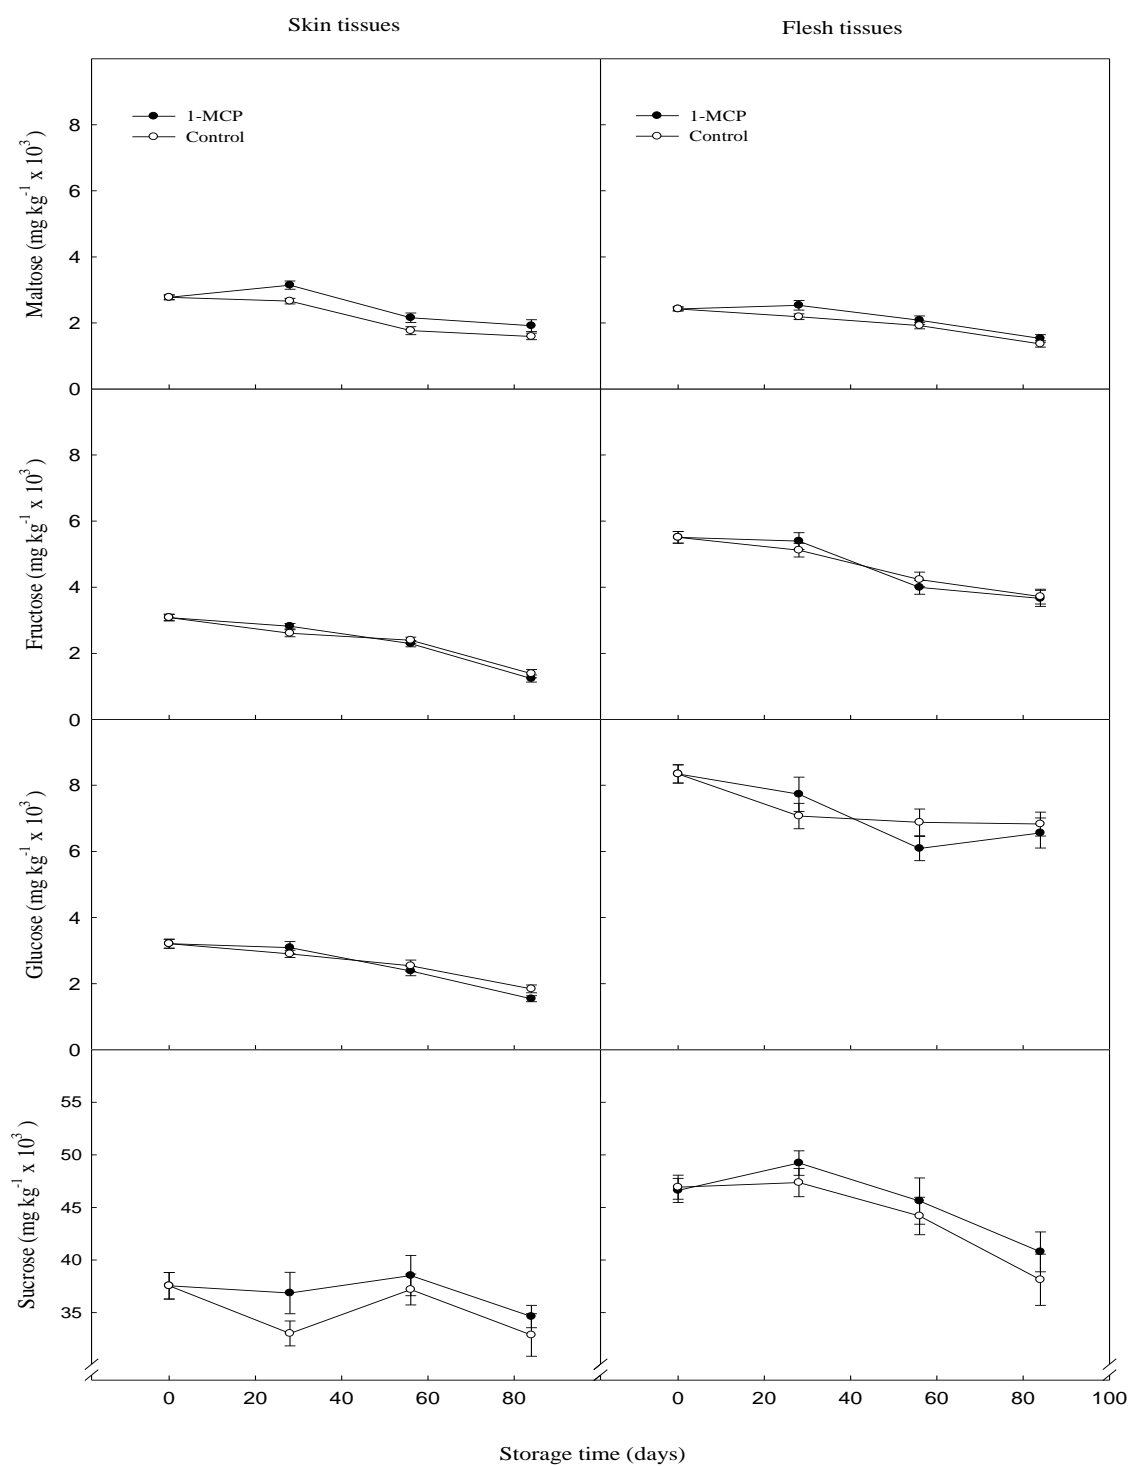 Skin tissues
Flesh tissues
1-MCP
Control
1-MCP
Control
Maltose (mg kg⁻¹ x 10³ )
8
6
4
2
0
Fructose (mg kg⁻¹ x 10³ )
8
6
4
2
0
Glucose (mg kg⁻¹ x 10³ )
8
6
4
2
0
Sucrose (mg kg⁻¹ x 10³ )
55
50
45
40
35
0 20 40 60 80 0 20 40 60 80 100
Storage time (days)